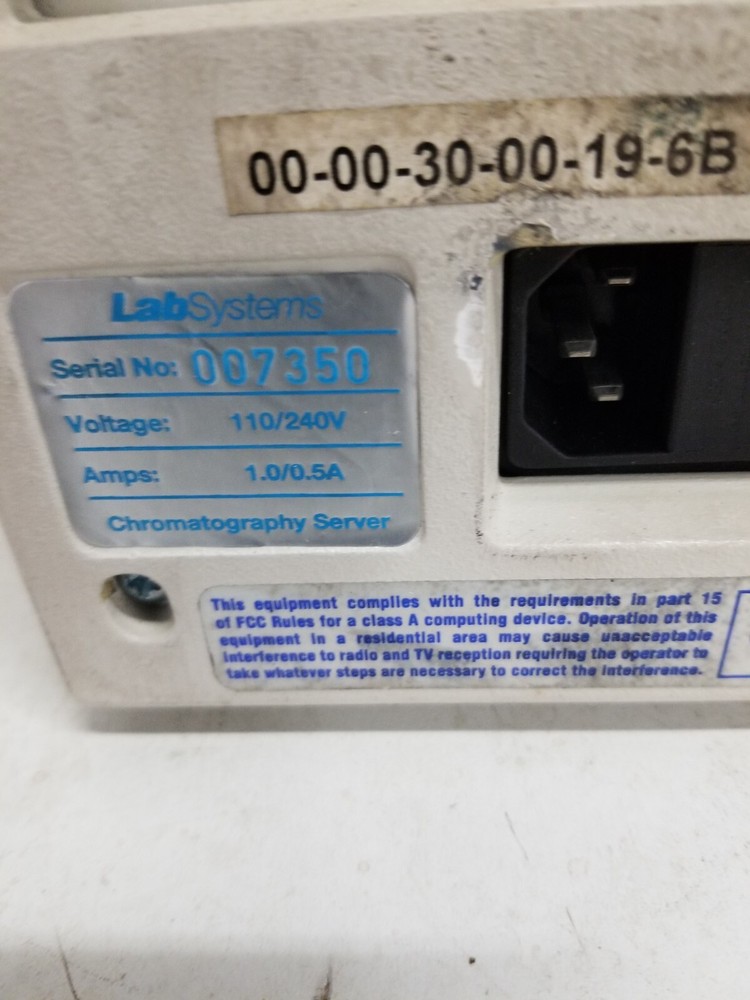 00-00-30-00-19-6B
LabSystems
Serial No: 007350
Voltage: 110/240V
Amps: 1.0/0.5A
Chromatography Server
This equipment complies with the requirements in part 15
of FCC Rules for a class A computing device. Operation of this
equipment in a residential area may cause unacceptable
interference to radio and TV reception requiring the operator to
take whatever steps are necessary to correct the interference.